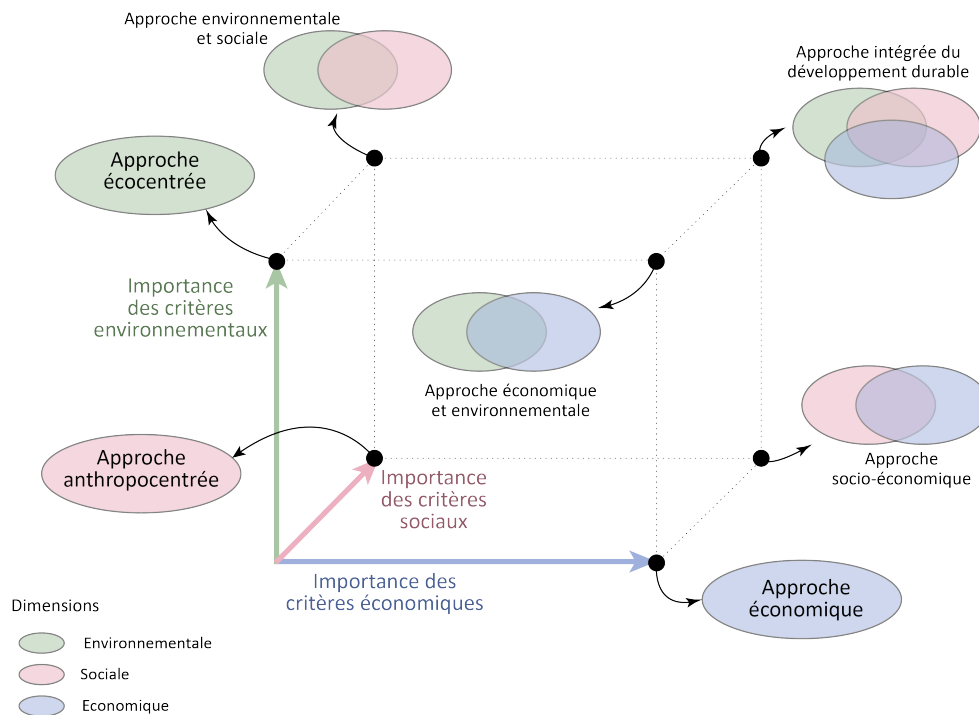 Approche environnementale
et sociale
Approche intégrée du
développement durable
Approche
écocentrée
Importance
des critères
environnementaux
Approche économique
et environnementale
Approche
anthropocentrée
Importance
des critères
sociaux
Approche
socio-économique
Importance des
critères économiques
Approche
économique
Dimensions
Environnementale
Sociale
Economique